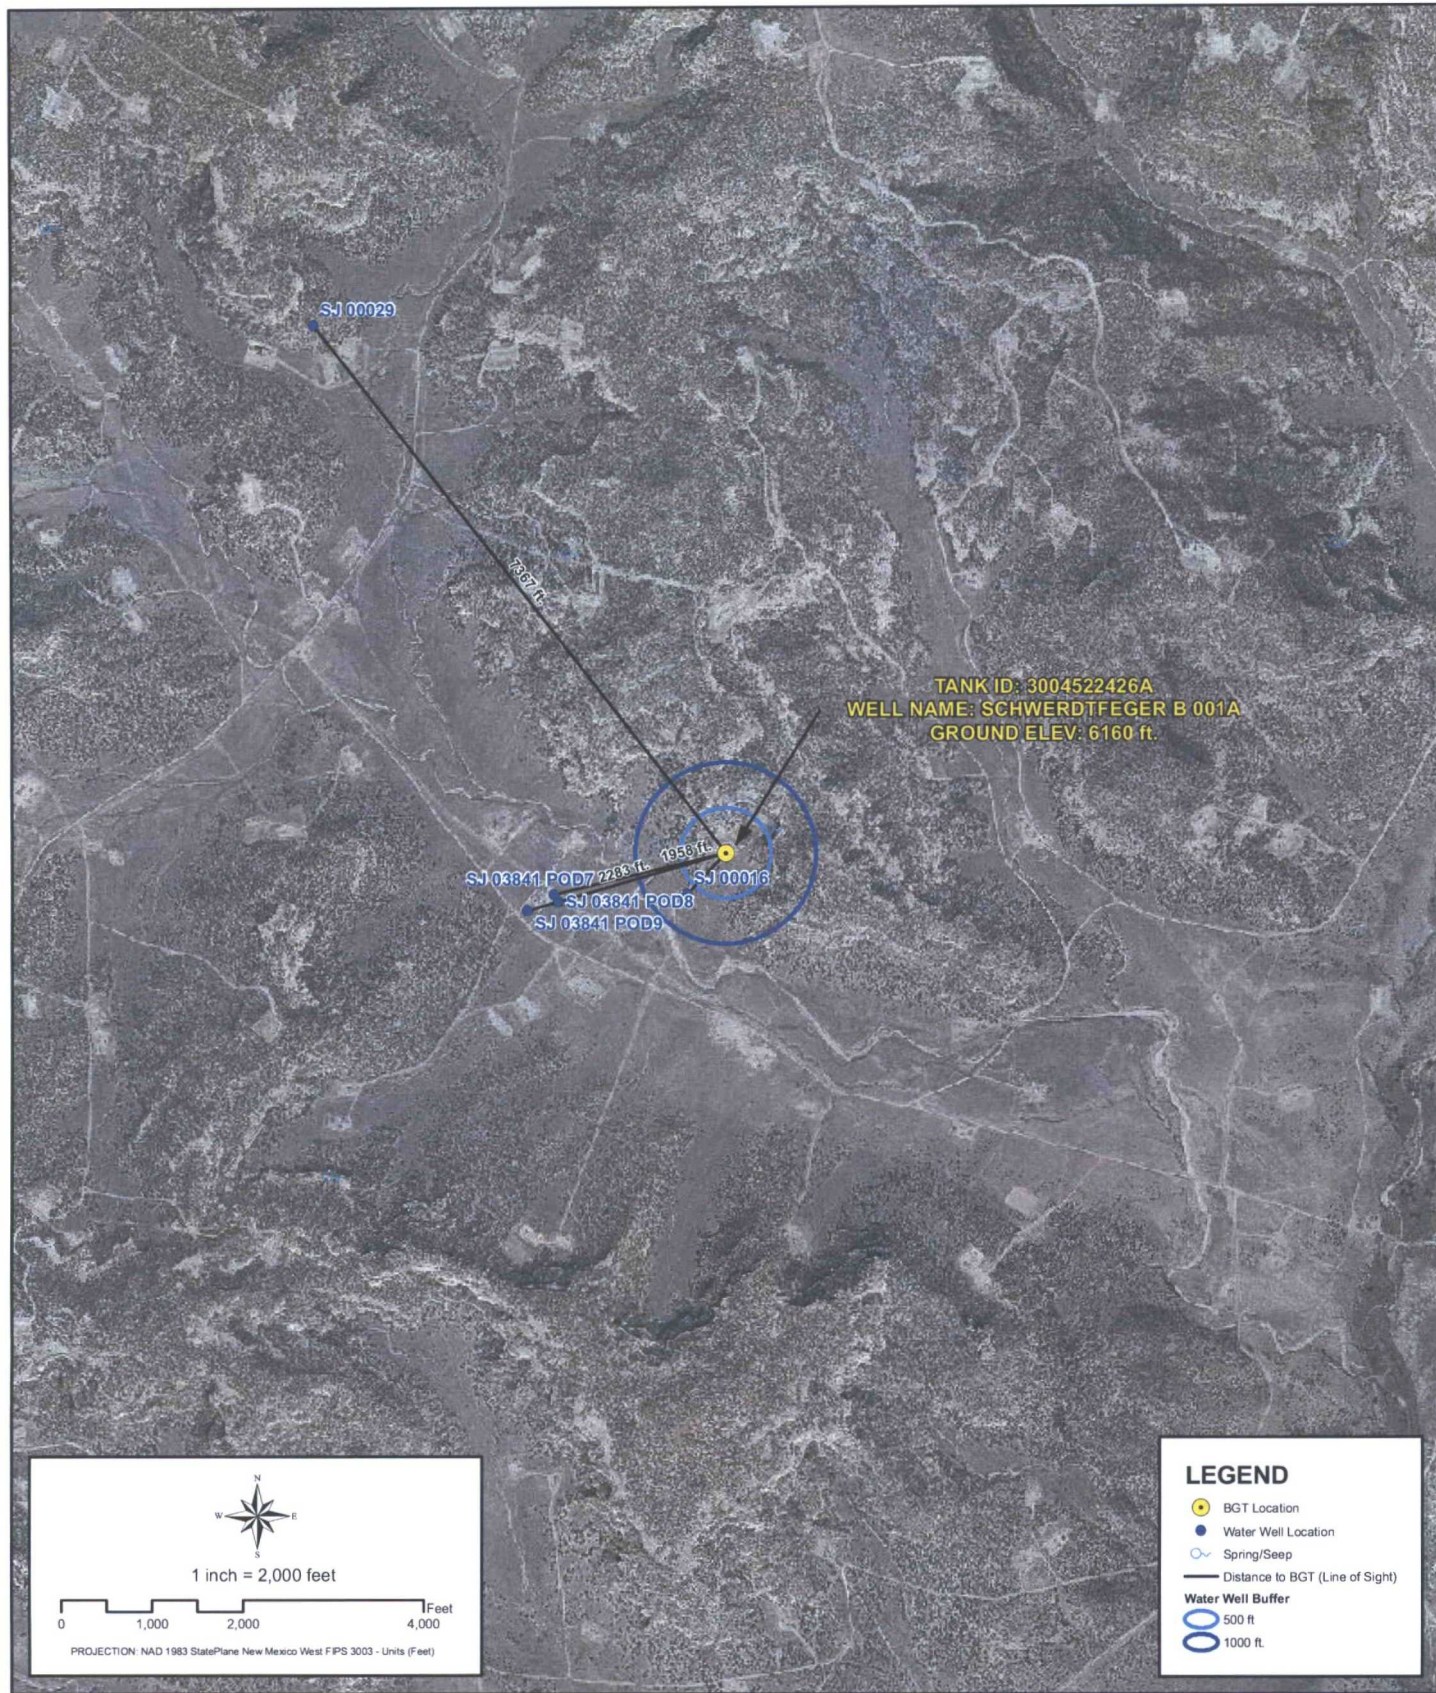 SJ 00029
7367 ft.
TANK ID: 3004522426A
WELL NAME: SCHWERDTFEGER B 001A
GROUND ELEV: 6160 ft.
1958 ft.
2283 ft.
SJ 03841 POD7
SJ 00016
SJ 03841 POD8
SJ 03841 POD9
N
W
E
S
1 inch = 2,000 feet
Feet
0
1,000
2,000
4,000
PROJECTION: NAD 1983 StatePlane New Mexico West FIPS 3003 - Units (Feet)
LEGEND
BGT Location
Water Well Location
Spring/Seep
Distance to BGT (Line of Sight)
Water Well Buffer
500 ft
1000 ft.